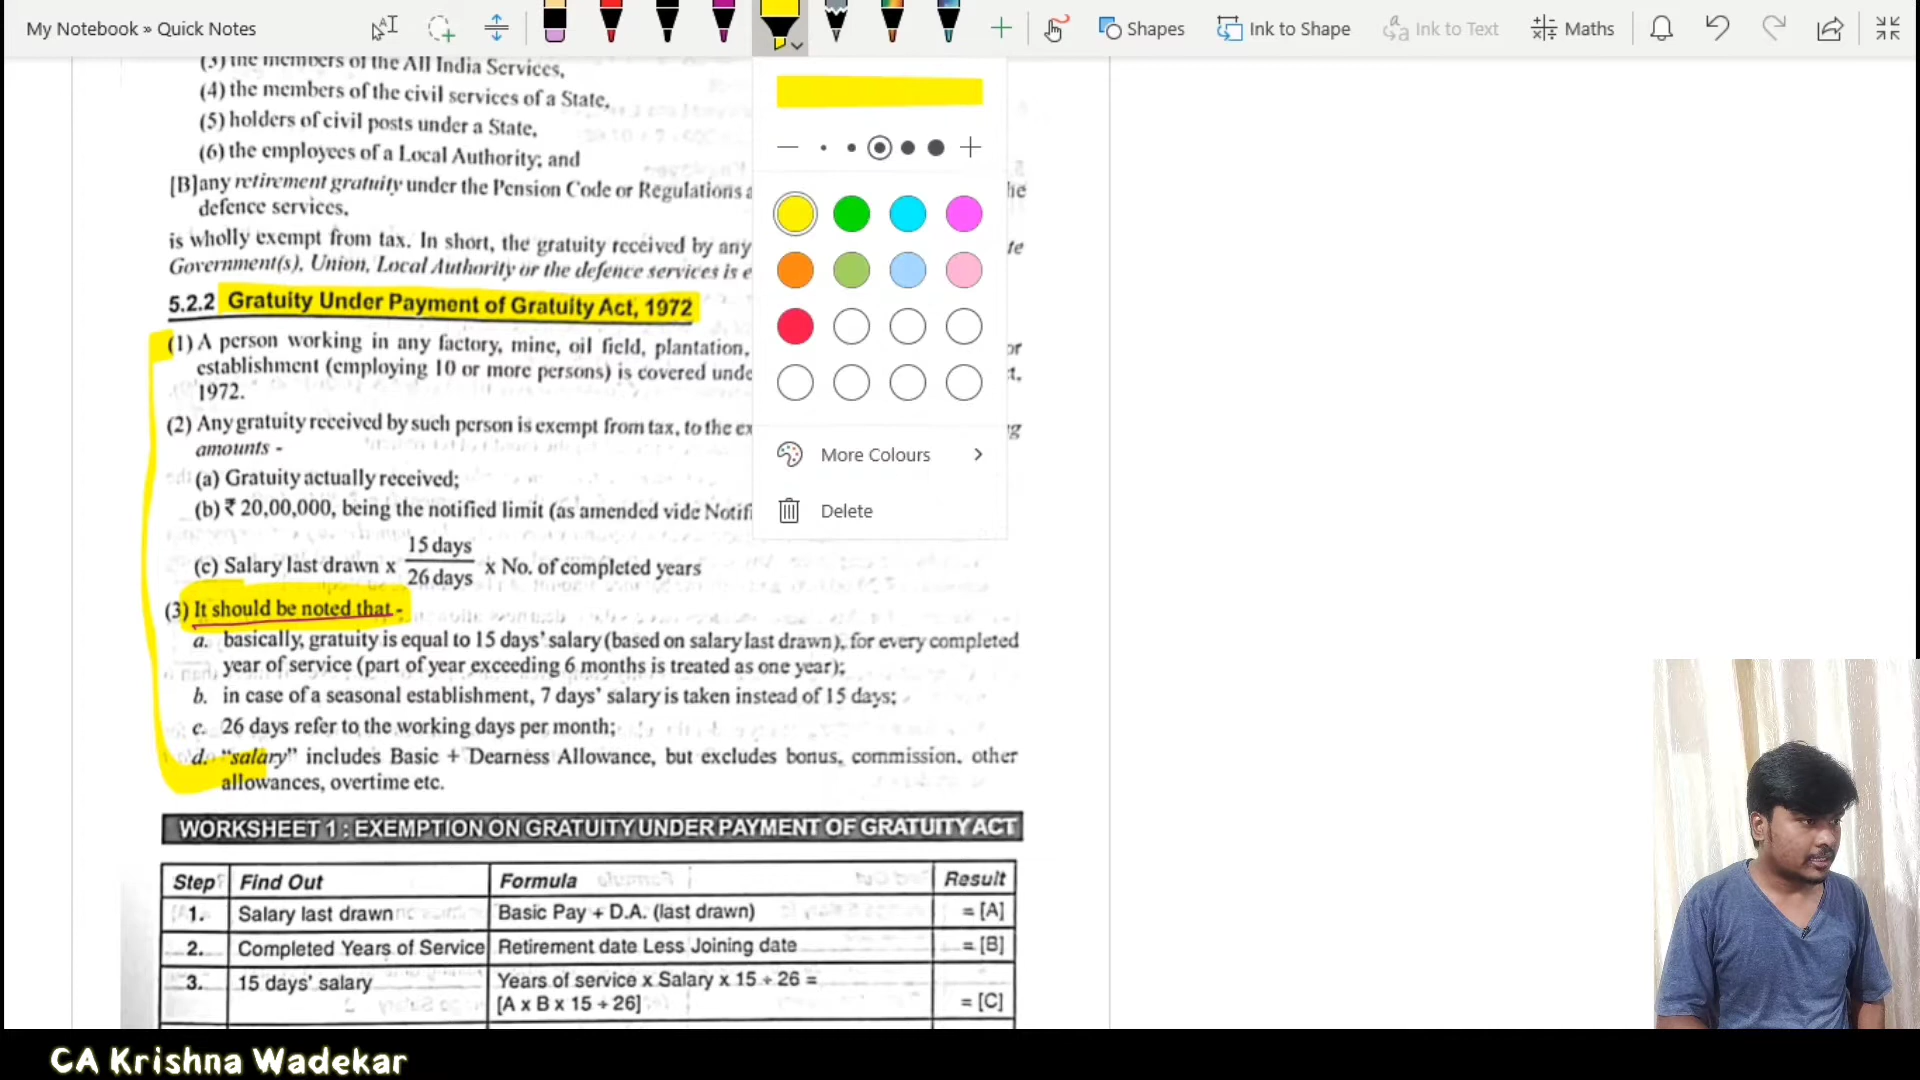 My Notebook » Quick Notes
Shapes
Ink to Shape
Ink to Text
Maths
(3) the members of the All India Services,
(4) the members of the civil services of a State,
(5) holders of civil posts under a State,
(6) the employees of a Local Authority; and
[B] any retirement gratuity under the Pension Code or Regulations
defence services,
is wholly exempt from tax. In short, the gratuity received by any
Government(s), Union, Local Authority or the defence services is
5.2.2 Gratuity Under Payment of Gratuity Act, 1972
(1) A person working in any factory, mine, oil field, plantation, or
establishment (employing 10 or more persons) is covered
1972.
(2) Any gratuity received by such person is exempt from tax, to the
amounts -
(a) Gratuity actually received;
(b) ₹ 20,00,000, being the notified limit (as amended vide
(c) Salary last drawn x 15 days / 26 days x No. of completed years
(3) It should be noted that -
a. basically, gratuity is equal to 15 days' salary (based on salary last drawn), for every completed
year of service (part of year exceeding 6 months is treated as one year);
b. in case of a seasonal establishment, 7 days' salary is taken instead of 15 days;
c. 26 days refer to the working days per month;
d. "salary" includes Basic + Dearness Allowance, but excludes bonus, commission, other
allowances, overtime etc.
WORKSHEET 1 : EXEMPTION ON GRATUITY UNDER PAYMENT OF GRATUITY ACT
Step Find Out Formula Result
1. Salary last drawn Basic Pay + D.A. (last drawn) = [A]
2. Completed Years of Service Retirement date Less Joining date = [B]
3. 15 days' salary Years of service x Salary x 15 ÷ 26 =
[A x B x 15 ÷ 26] = [C]
More Colours
Delete
CA Krishna Wadekar